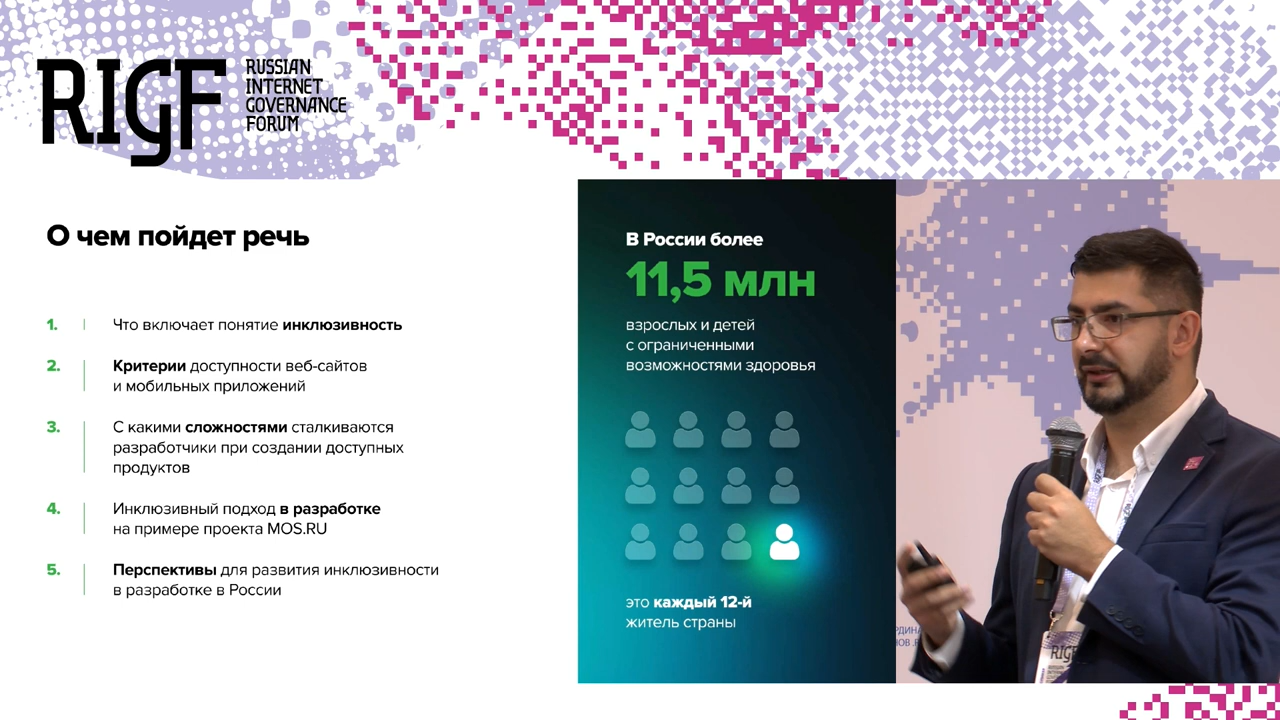 RIGF
RUSSIAN
INTERNET
GOVERNANCE
FORUM
О чем пойдет речь
1. Что включает понятие инклюзивность
2. Критерии доступности веб-сайтов
и мобильных приложений
3. С какими сложностями сталкиваются
разработчики при создании доступных
продуктов
4. Инклюзивный подход в разработке
на примере проекта MOS.RU
5. Перспективы для развития инклюзивности
в разработке в России
В России более
11,5 млн
взрослых и детей
с ограниченными
возможностями здоровья
это каждый 12-й
житель страны
RIGF